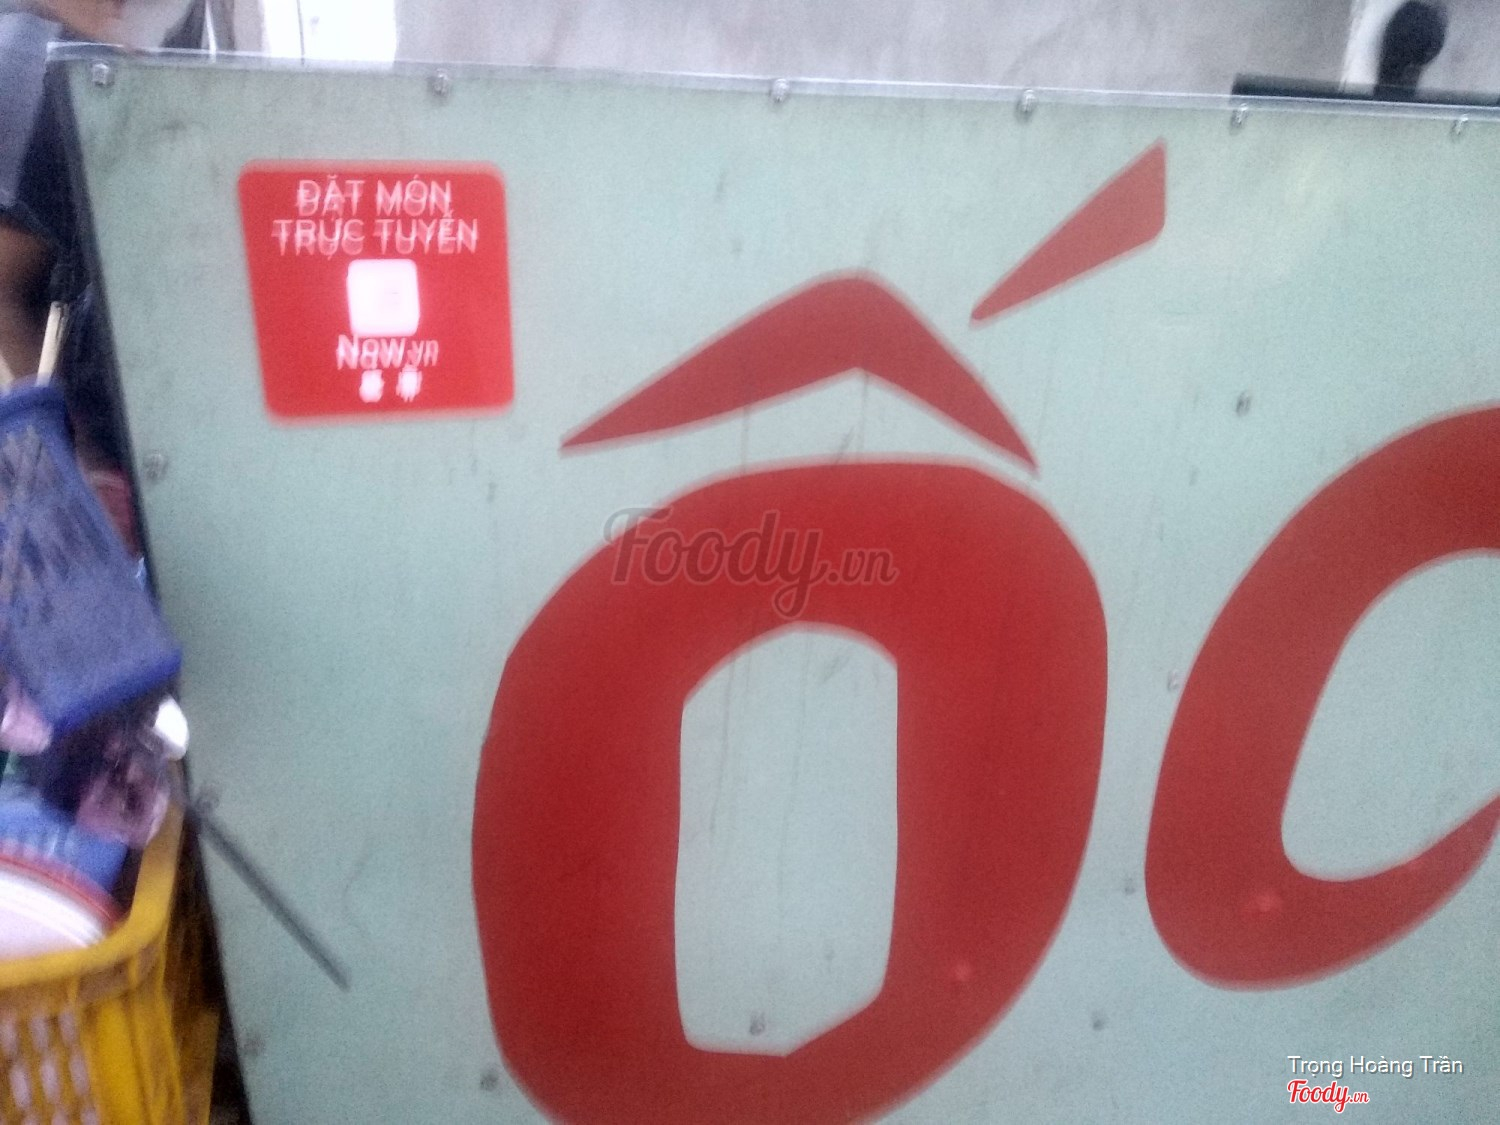 ĐẶT MÓN
TRỰC TUYẾN
Now.vn
ỐC
Foody.vn
Trọng Hoàng Trần
Foody.vn